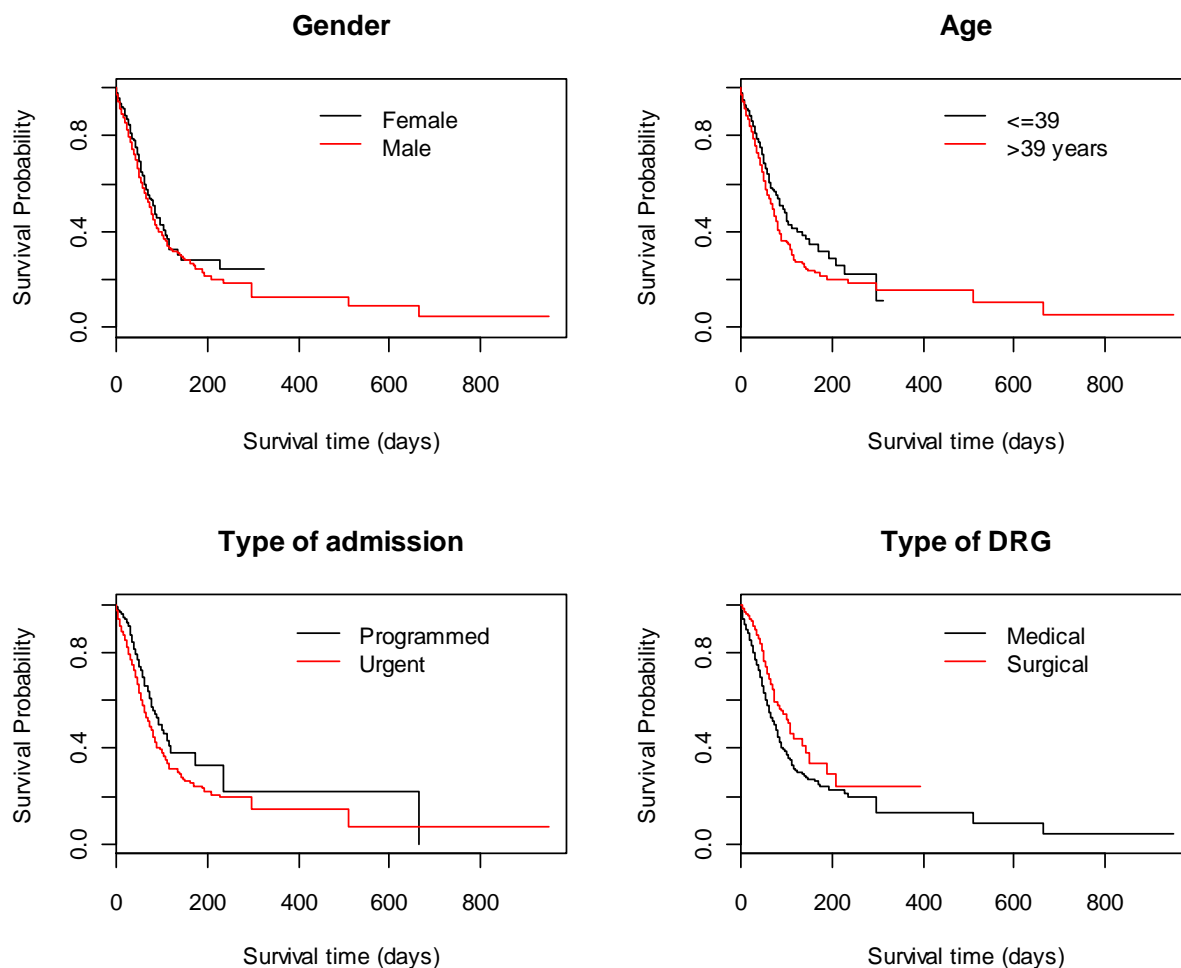 Gender
Survival Probability
0.0 0.4 0.8
Female
Male
0 200 400 600 800
Survival time (days)
Age
Survival Probability
0.0 0.4 0.8
<=39
>39 years
0 200 400 600 800
Survival time (days)
Type of admission
Survival Probability
0.0 0.4 0.8
Programmed
Urgent
0 200 400 600 800
Survival time (days)
Type of DRG
Survival Probability
0.0 0.4 0.8
Medical
Surgical
0 200 400 600 800
Survival time (days)